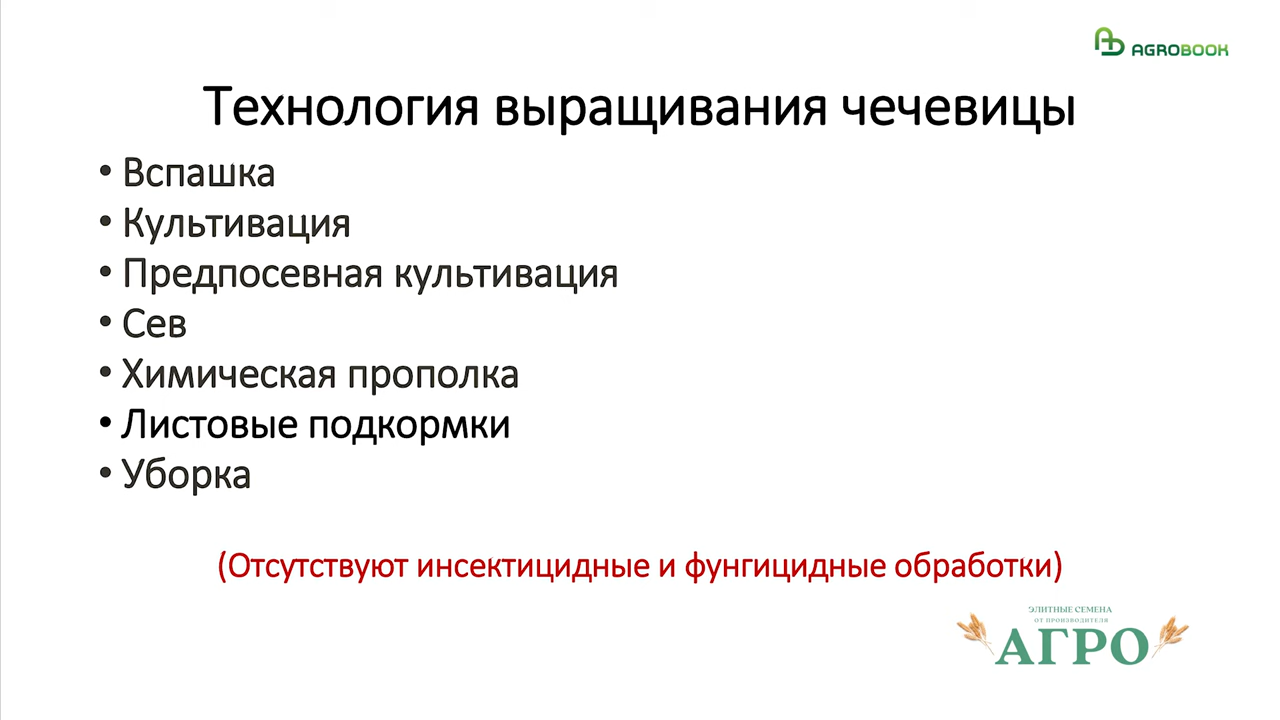 AGROBOOK
Технология выращивания чечевицы
• Вспашка
• Культивация
• Предпосевная культивация
• Сев
• Химическая прополка
• Листовые подкормки
• Уборка
(Отсутствуют инсектицидные и фунгицидные обработки)
ЭЛИТНЫЕ СЕМЕНА
ОТ ПРОИЗВОДИТЕЛЯ
АГРО